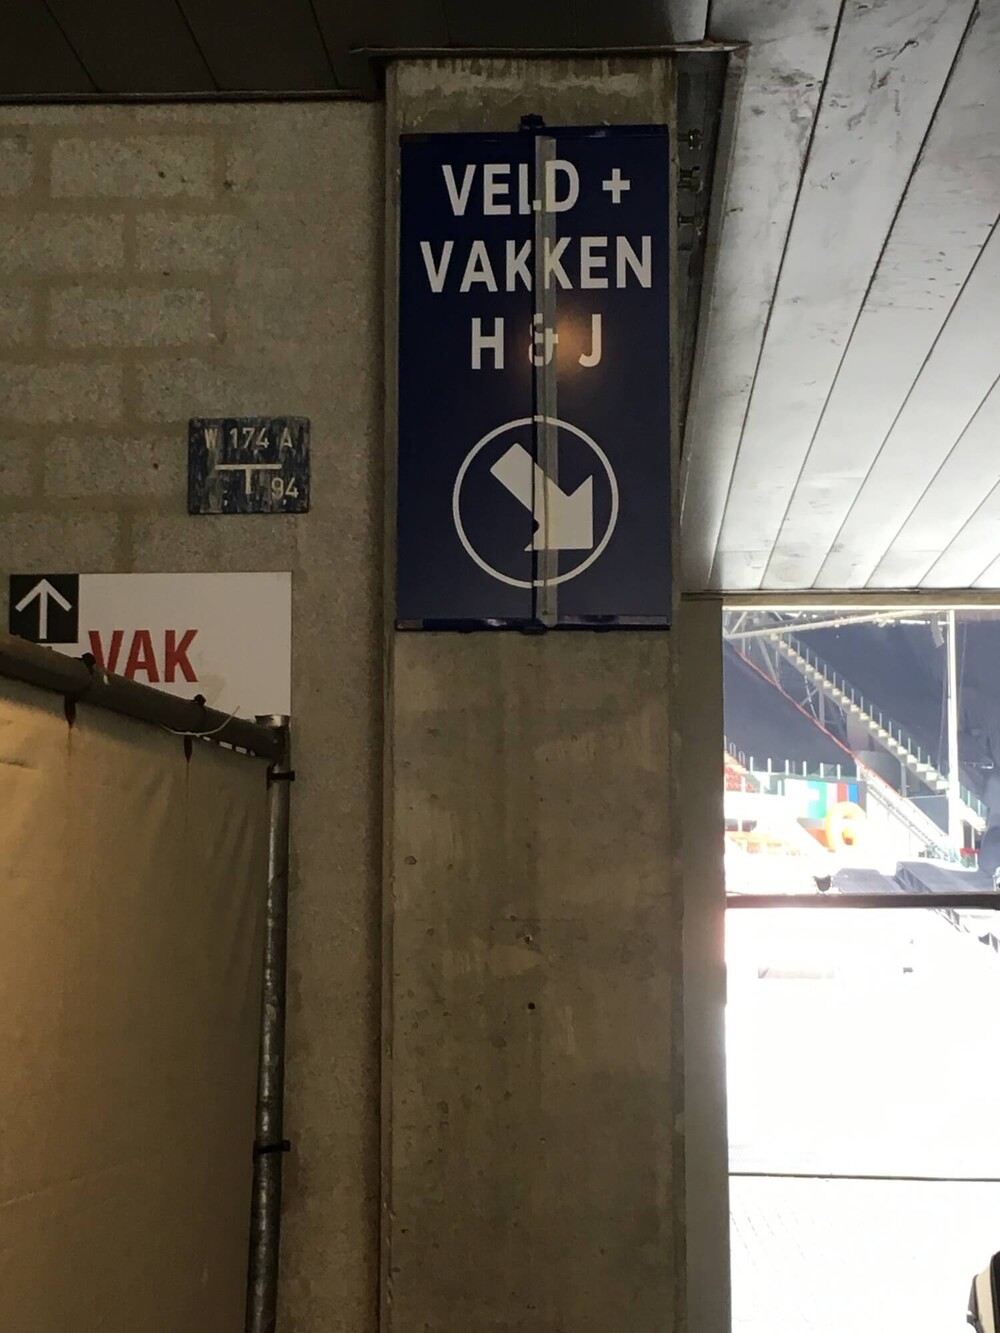 VELD +
VAKKEN
H & J
W 174 A
T 94
VAK